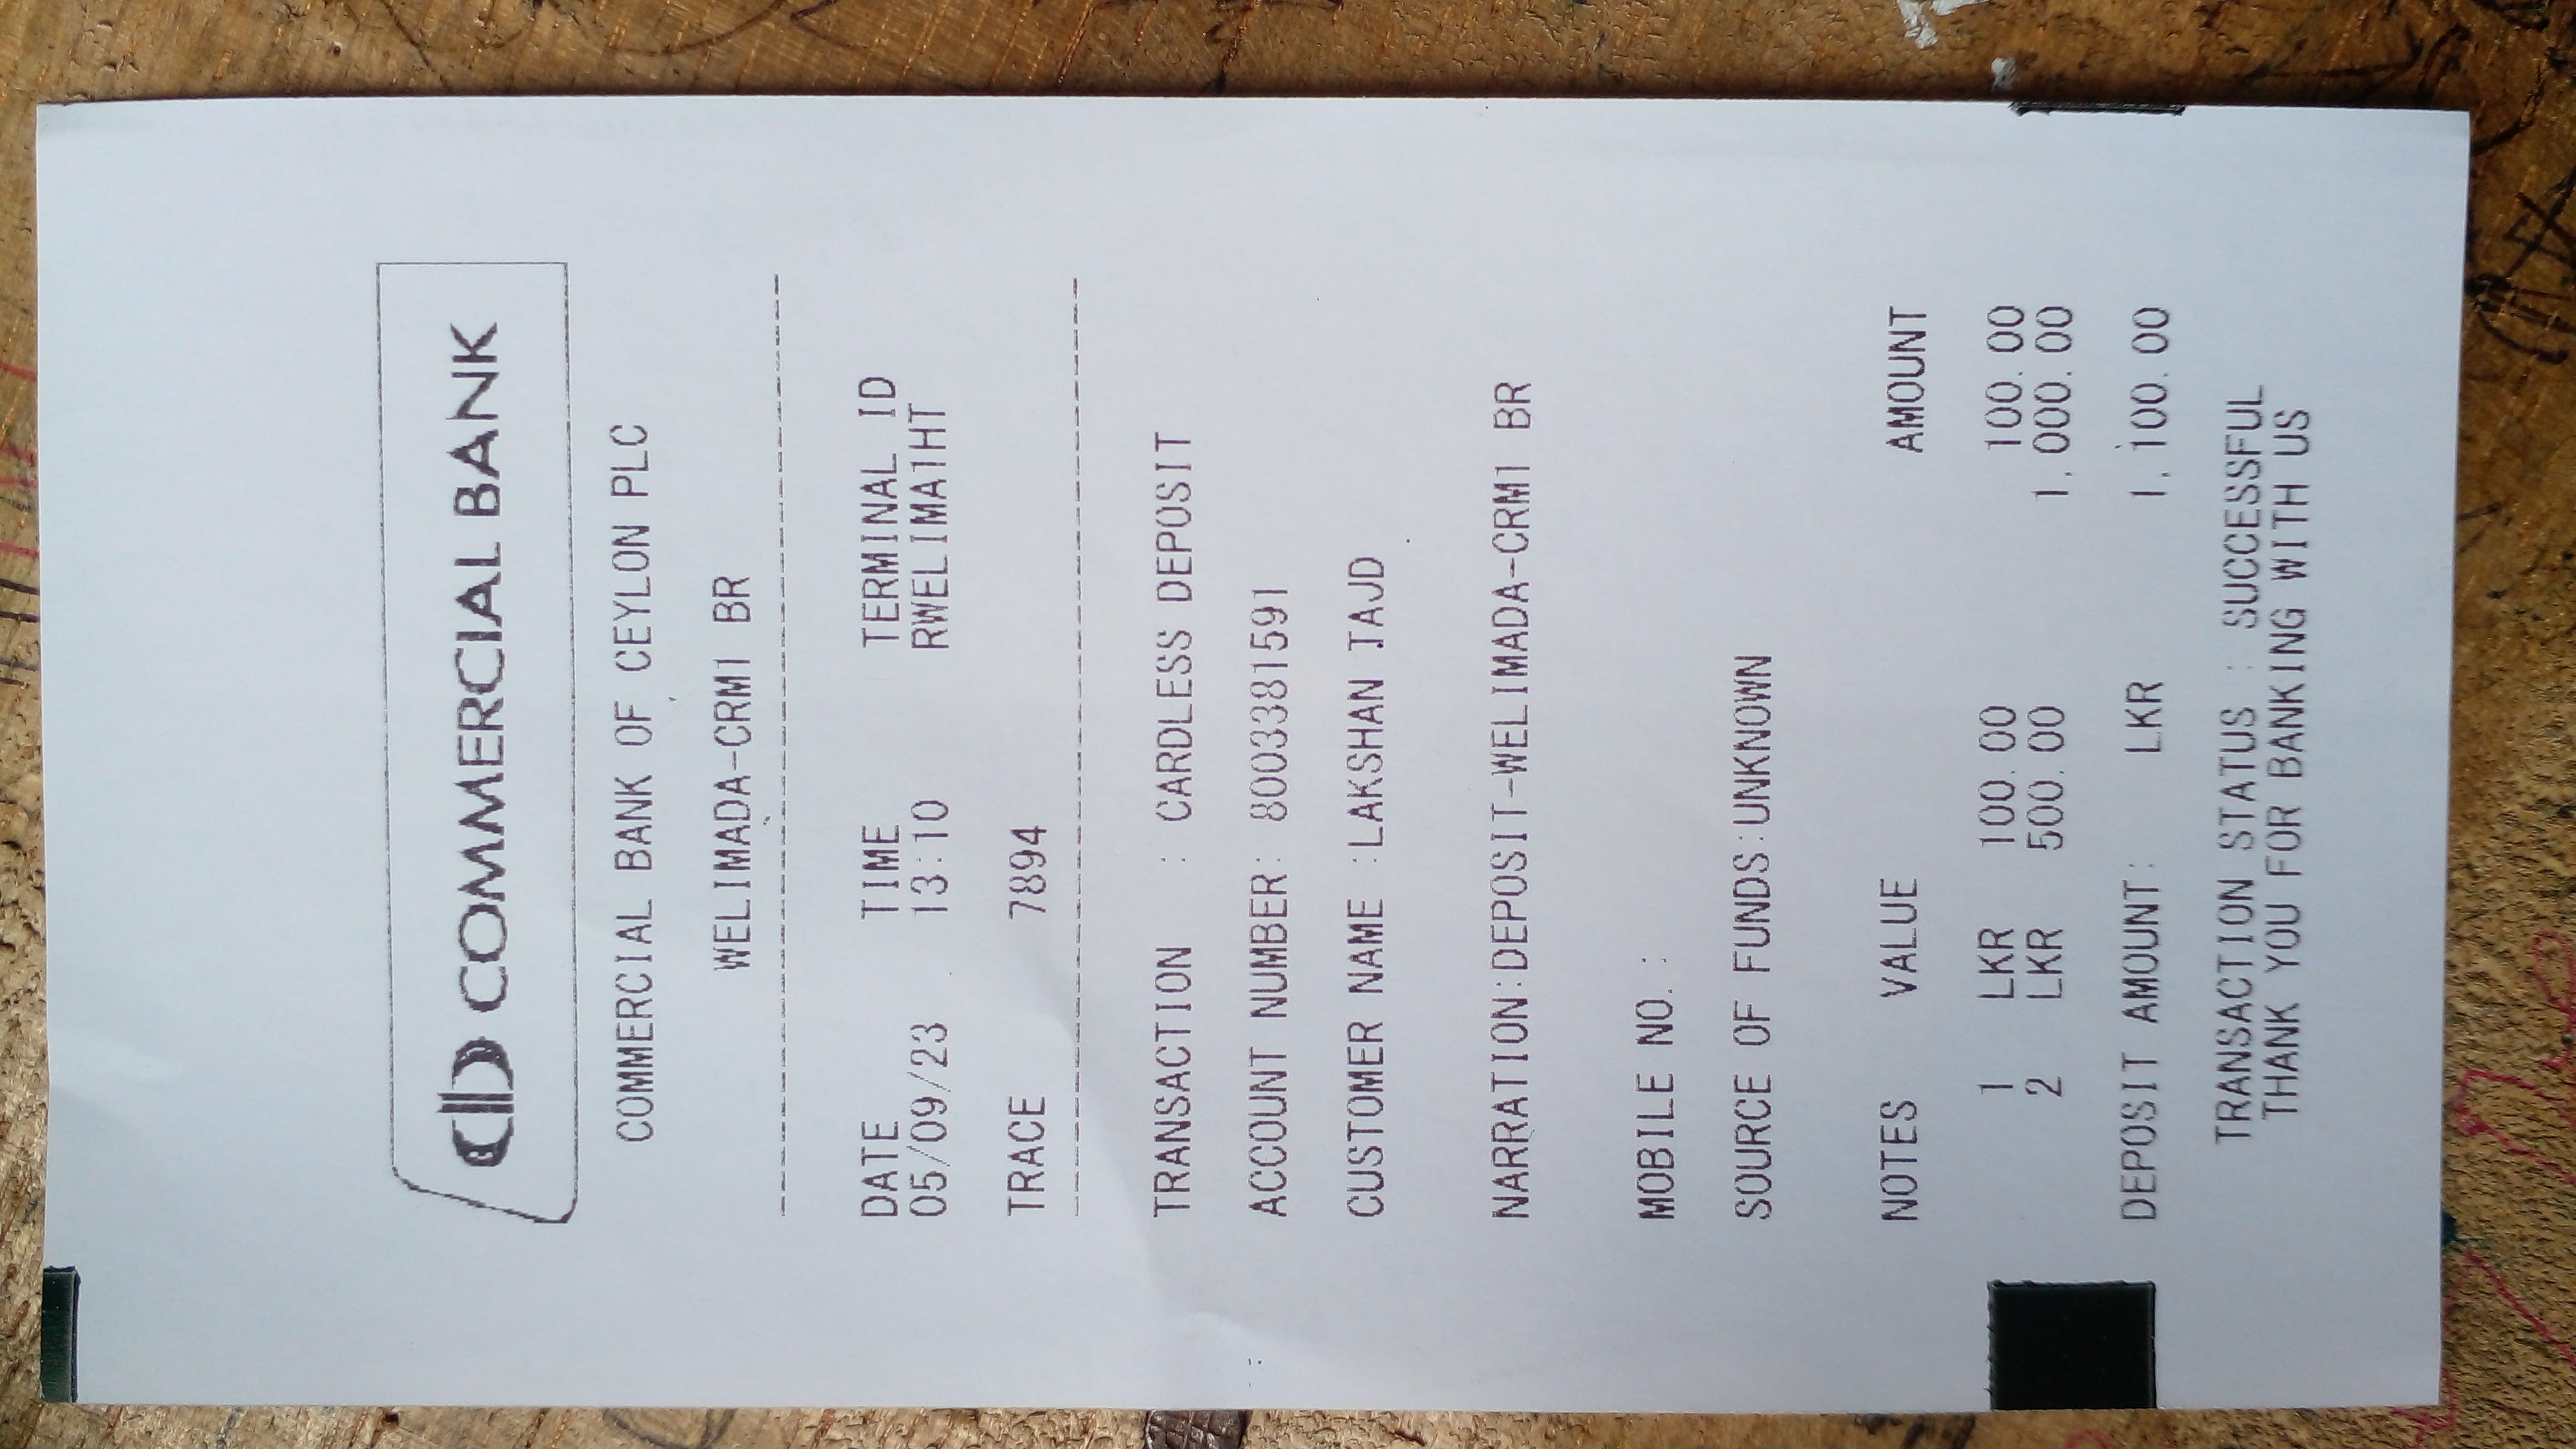 COMMERCIAL BANK
COMMERCIAL BANK OF CEYLON PLC
WELIMADA-CRM1 BR
DATE TIME TERMINAL ID
05/09/23 13:10 RWELIMA1HT
TRACE 7894
TRANSACTION : CARDLESS DEPOSIT
ACCOUNT NUMBER: 8003381591
CUSTOMER NAME :LAKSHAN IAJD
NARRATION:DEPOSIT-WELIMADA-CRM1 BR
MOBILE NO. :
SOURCE OF FUNDS:UNKNOWN
NOTES VALUE AMOUNT
1 LKR 100.00 100.00
2 LKR 500.00 1,000.00
DEPOSIT AMOUNT: LKR 1,100.00
TRANSACTION STATUS : SUCCESSFUL
THANK YOU FOR BANKING WITH US